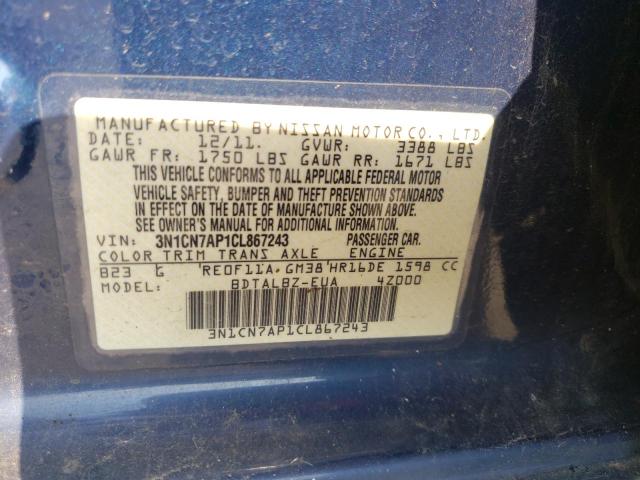 MANUFACTURED BY NISSAN MOTOR CO., LTD.
DATE: 12/11. GVWR: 3388 LBS
GAWR FR: 1750 LBS GAWR RR: 1671 LBS
THIS VEHICLE CONFORMS TO ALL APPLICABLE FEDERAL MOTOR
VEHICLE SAFETY, BUMPER AND THEFT PREVENTION STANDARDS
IN EFFECT ON THE DATE OF MANUFACTURE SHOWN ABOVE.
SEE OWNER'S MANUAL FOR ADDITIONAL INFORMATION.
VIN: 3N1CN7AP1CL867243 PASSENGER CAR.
COLOR TRIM TRANS AXLE ENGINE
B23 G RE0F11A GM38 HR16DE 1598 CC
MODEL: BDTALBZ-EUA 4Z000
3N1CN7AP1CL867243